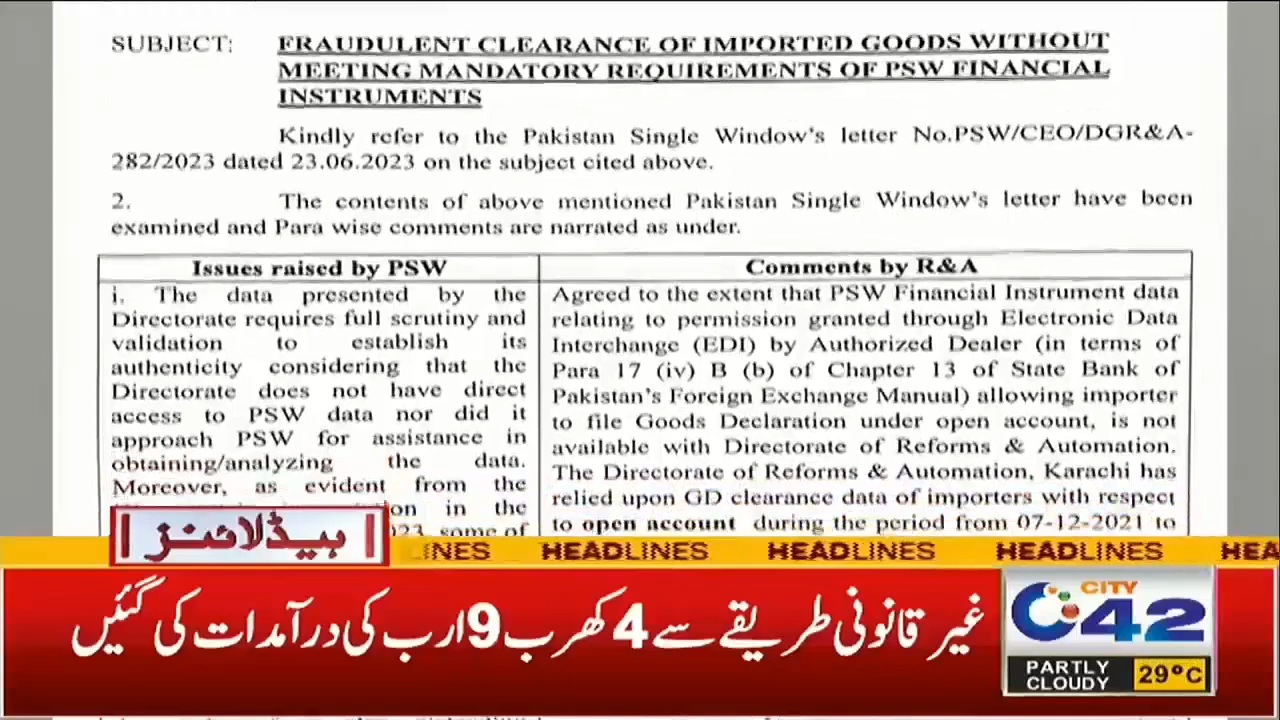 SUBJECT: FRAUDULENT CLEARANCE OF IMPORTED GOODS WITHOUT
MEETING MANDATORY REQUIREMENTS OF PSW FINANCIAL
INSTRUMENTS
Kindly refer to the Pakistan Single Window's letter No.PSW/CEO/DGR&A-
282/2023 dated 23.06.2023 on the subject cited above.
2. The contents of above mentioned Pakistan Single Window's letter have been
examined and Para wise comments are narrated as under.
Issues raised by PSW
i. The data presented by the
Directorate requires full scrutiny and
validation to establish its
authenticity considering that the
Directorate does not have direct
access to PSW data nor did it
approach PSW for assistance in
obtaining/analyzing the data.
Moreover, as evident from the
in the
some of
Comments by R&A
Agreed to the extent that PSW Financial Instrument data
relating to permission granted through Electronic Data
Interchange (EDI) by Authorized Dealer (in terms of
Para 17 (iv) B (b) of Chapter 13 of State Bank of
Pakistan's Foreign Exchange Manual) allowing importer
to file Goods Declaration under open account, is not
available with Directorate of Reforms & Automation.
The Directorate of Reforms & Automation, Karachi has
relied upon GD clearance data of importers with respect
to open account during the period from 07-12-2021 to
ہیڈلائنز
LINES HEADLINES HEADLINES HEADLINES HEA
غیر قانونی طریقے سے 4 کھرب 9 ارب کی درآمدات کی گئیں
CITY
42
PARTLY
CLOUDY
29°C